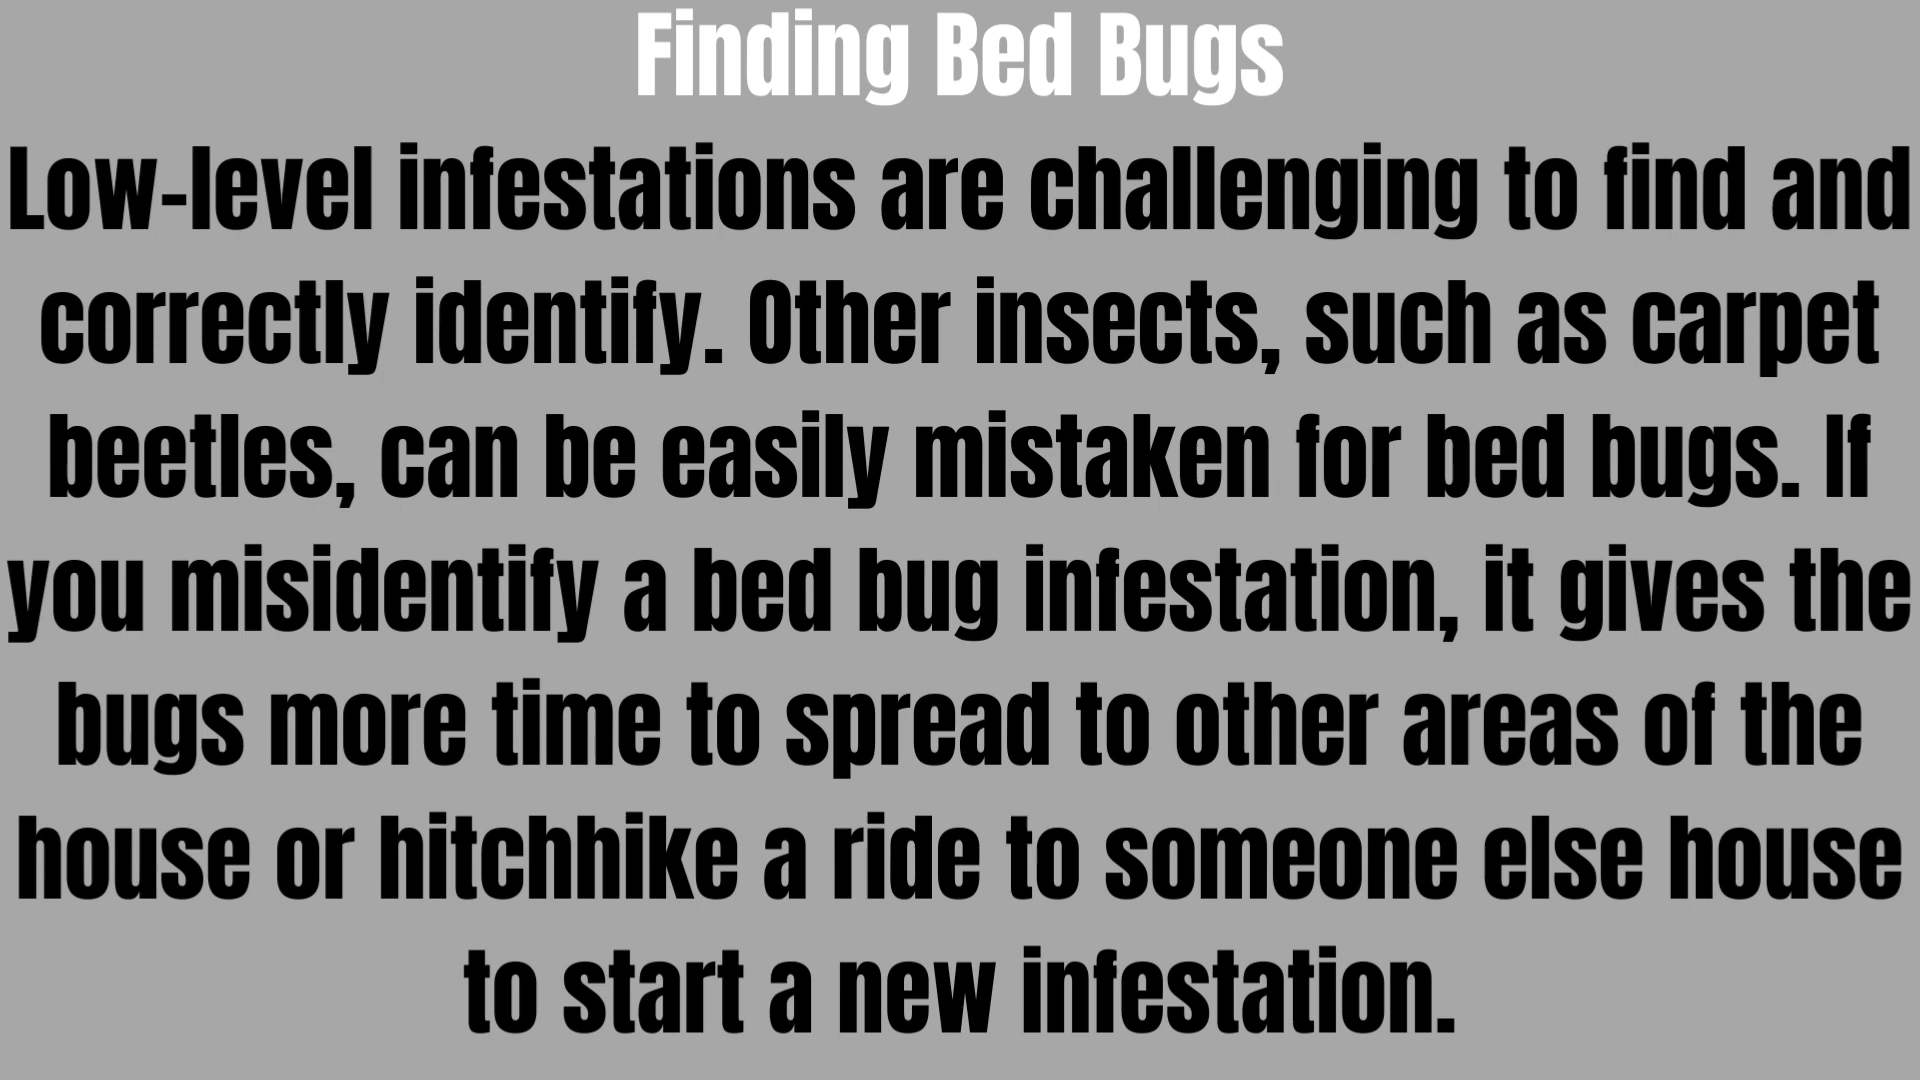 Finding Bed Bugs
Low-level infestations are challenging to find and
correctly identify. Other insects, such as carpet
beetles, can be easily mistaken for bed bugs. If
you misidentify a bed bug infestation, it gives the
bugs more time to spread to other areas of the
house or hitchhike a ride to someone else house
to start a new infestation.